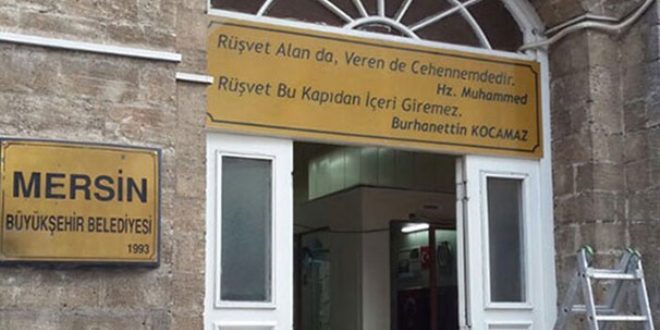 Rüşvet Alan da, Veren de Cehennemdedir.
Hz. Muhammed
Rüşvet Bu Kapıdan İçeri Giremez.
Burhanettin KOCAMAZ
MERSİN
BÜYÜKŞEHİR BELEDİYESİ
1993